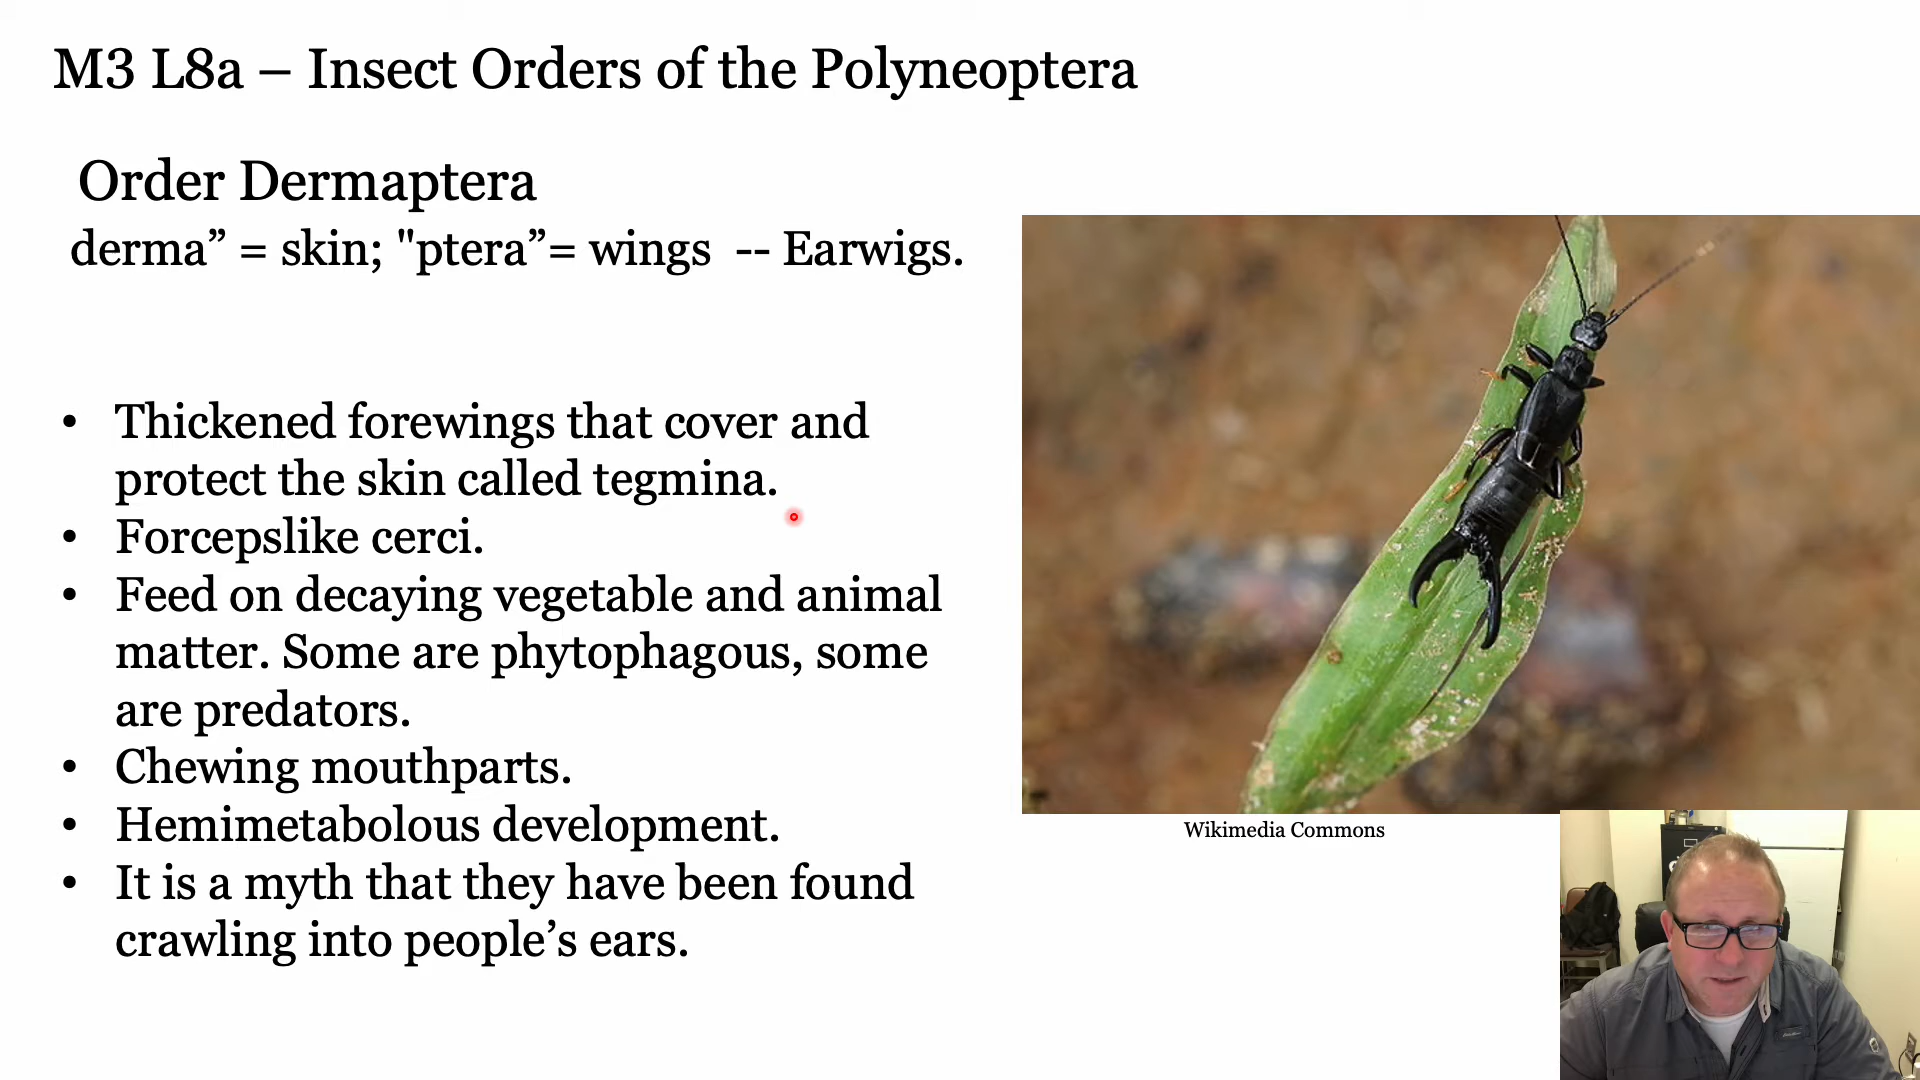 M3 L8a – Insect Orders of the Polyneoptera
Order Dermaptera
derma” = skin; "ptera”= wings -- Earwigs.
• Thickened forewings that cover and
protect the skin called tegmina.
• Forcepslike cerci.
• Feed on decaying vegetable and animal
matter. Some are phytophagous, some
are predators.
• Chewing mouthparts.
• Hemimetabolous development.
• It is a myth that they have been found
crawling into people’s ears.
Wikimedia Commons